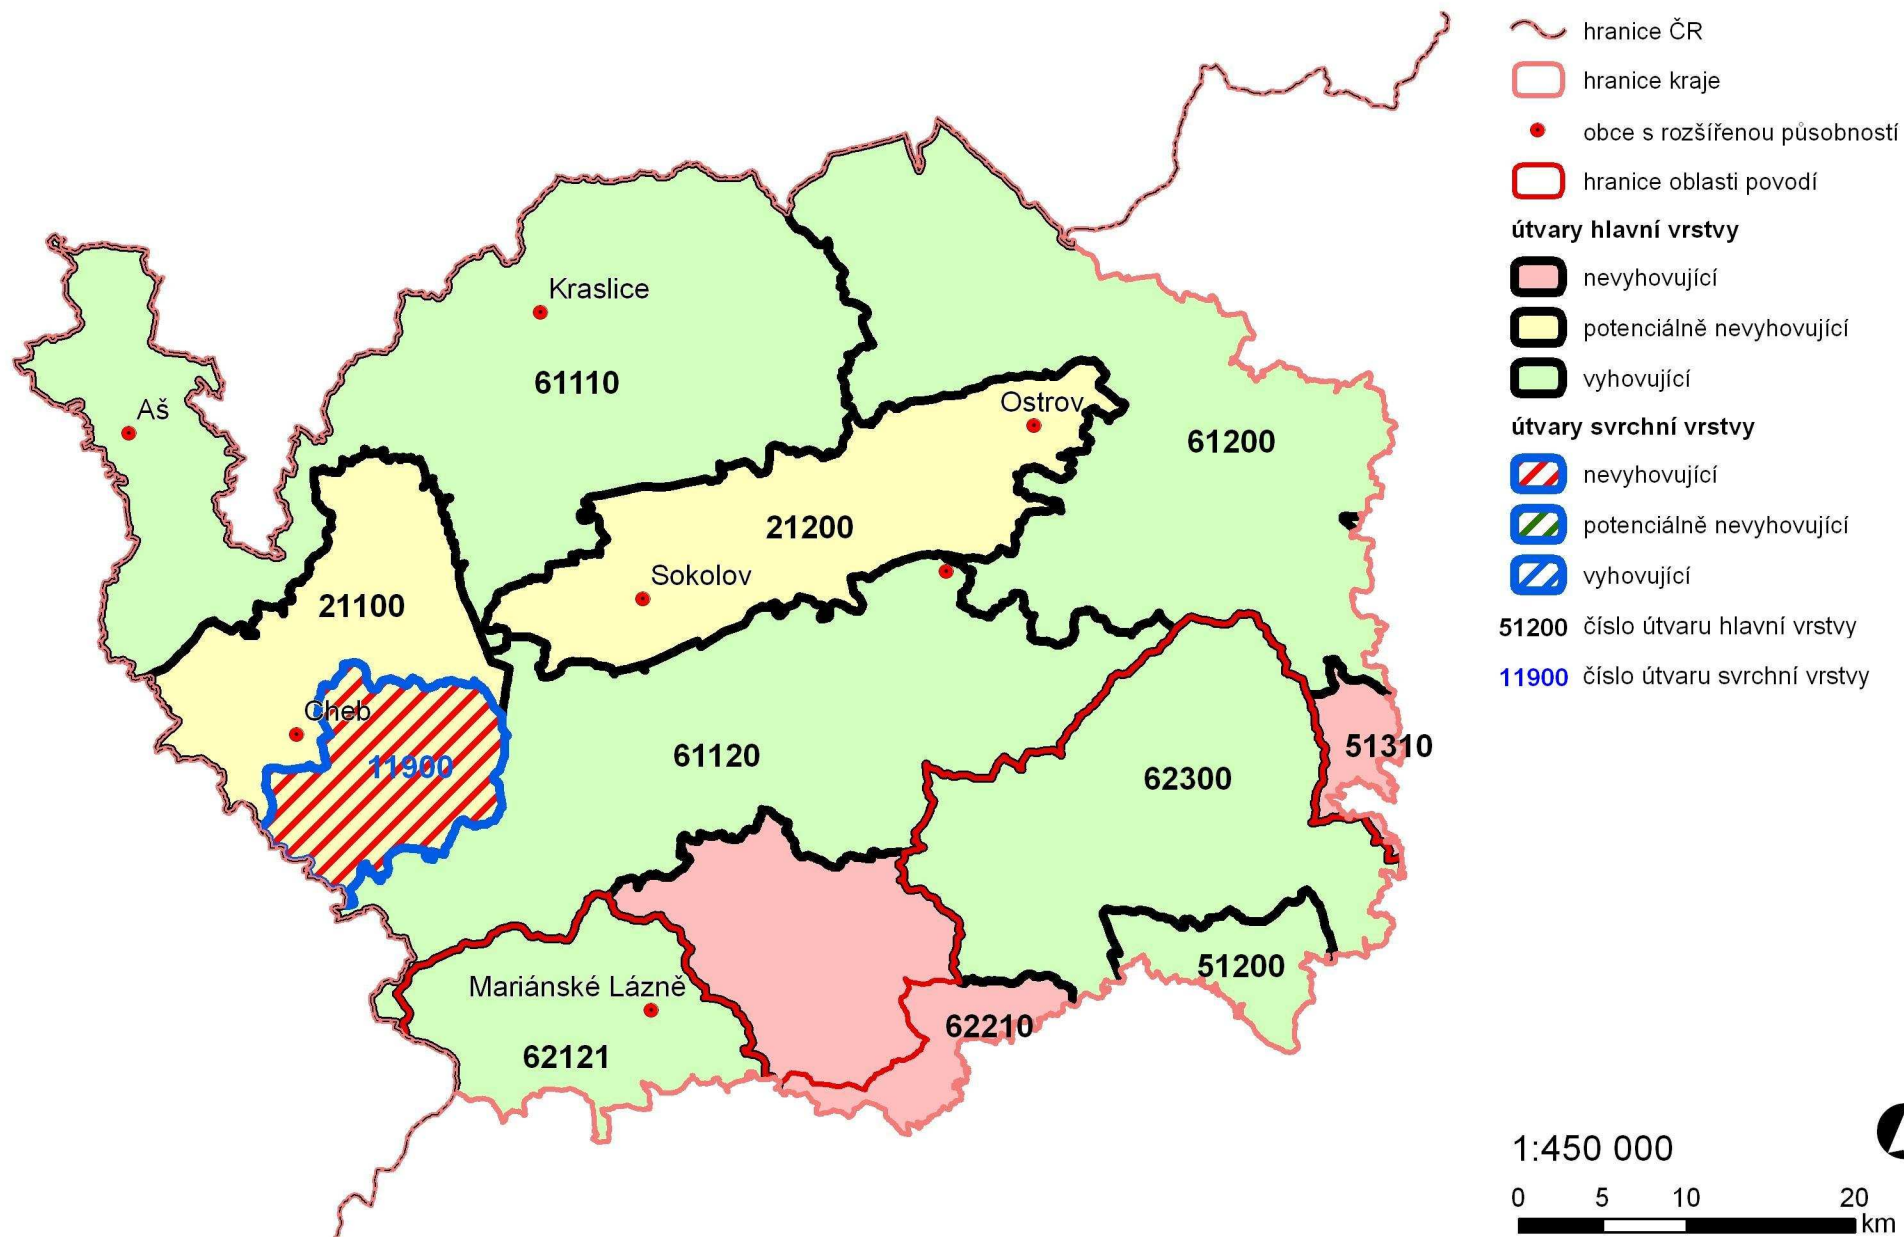 hranice ČR
hranice kraje
obce s rozšířenou působností
hranice oblasti povodí
útvary hlavní vrstvy
nevyhovující
potenciálně nevyhovující
vyhovující
útvary svrchní vrstvy
nevyhovující
potenciálně nevyhovující
vyhovující
51200 číslo útvaru hlavní vrstvy
11900 číslo útvaru svrchní vrstvy
Kraslice
61110
Aš
Ostrov
61200
21200
Sokolov
21100
Cheb
11900
61120
51310
62300
51200
Mariánské Lázně
62210
62121
1:450 000
0 5 10 20
km